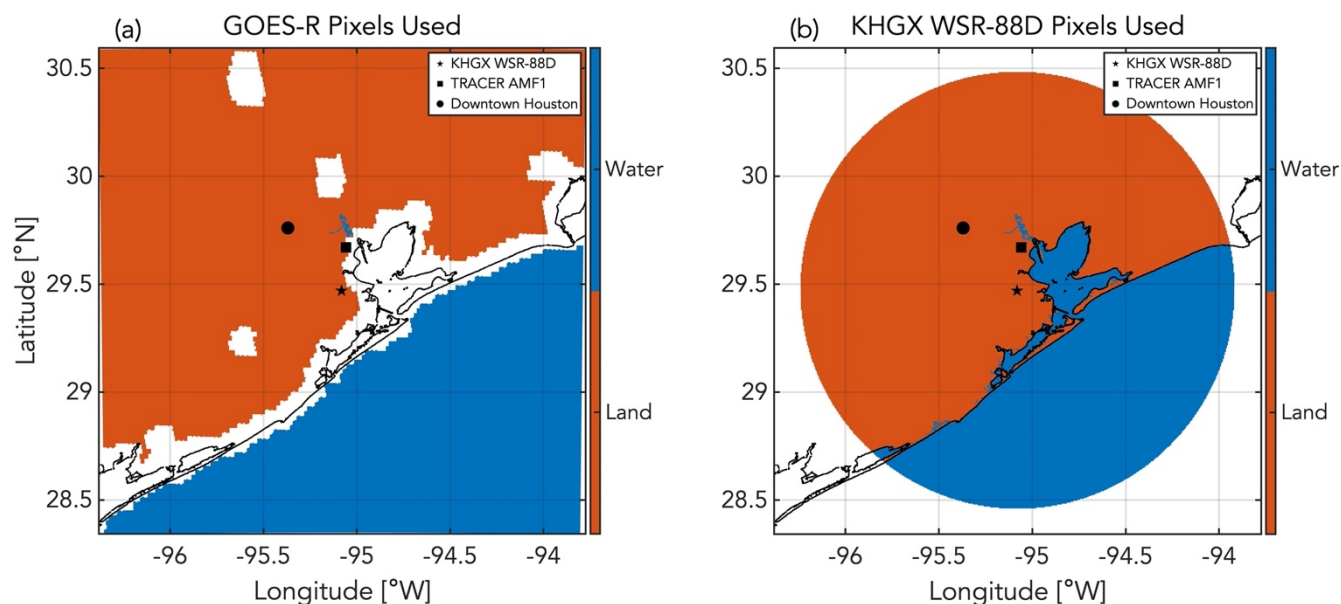 (a) GOES-R Pixels Used
KHGX WSR-88D
TRACER AMF1
Downtown Houston
30.5
30
29.5
29
28.5
Latitude [°N]
-96
-95.5
-95
-94.5
-94
Longitude [°W]
Water
Land
(b) KHGX WSR-88D Pixels Used
KHGX WSR-88D
TRACER AMF1
Downtown Houston
30.5
30
29.5
29
28.5
-96
-95.5
-95
-94.5
-94
Longitude [°W]
Water
Land